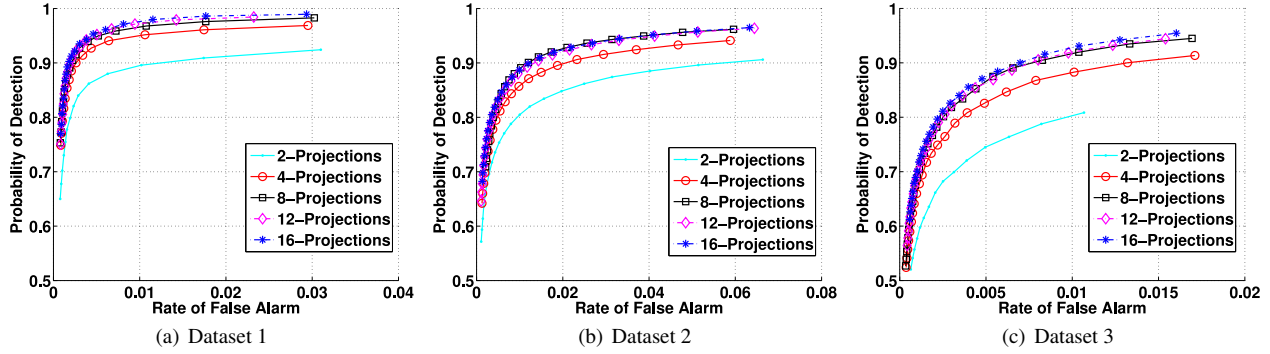 1
0.9
0.8
0.7
0.6
0.5
Probability of Detection
2−Projections
4−Projections
8−Projections
12−Projections
16−Projections
0 0.01 0.02 0.03 0.04
Rate of False Alarm
(a) Dataset 1
1
0.9
0.8
0.7
0.6
0.5
Probability of Detection
2−Projections
4−Projections
8−Projections
12−Projections
16−Projections
0 0.02 0.04 0.06 0.08
Rate of False Alarm
(b) Dataset 2
1
0.9
0.8
0.7
0.6
0.5
Probability of Detection
2−Projections
4−Projections
8−Projections
12−Projections
16−Projections
0 0.005 0.01 0.015 0.02
Rate of False Alarm
(c) Dataset 3